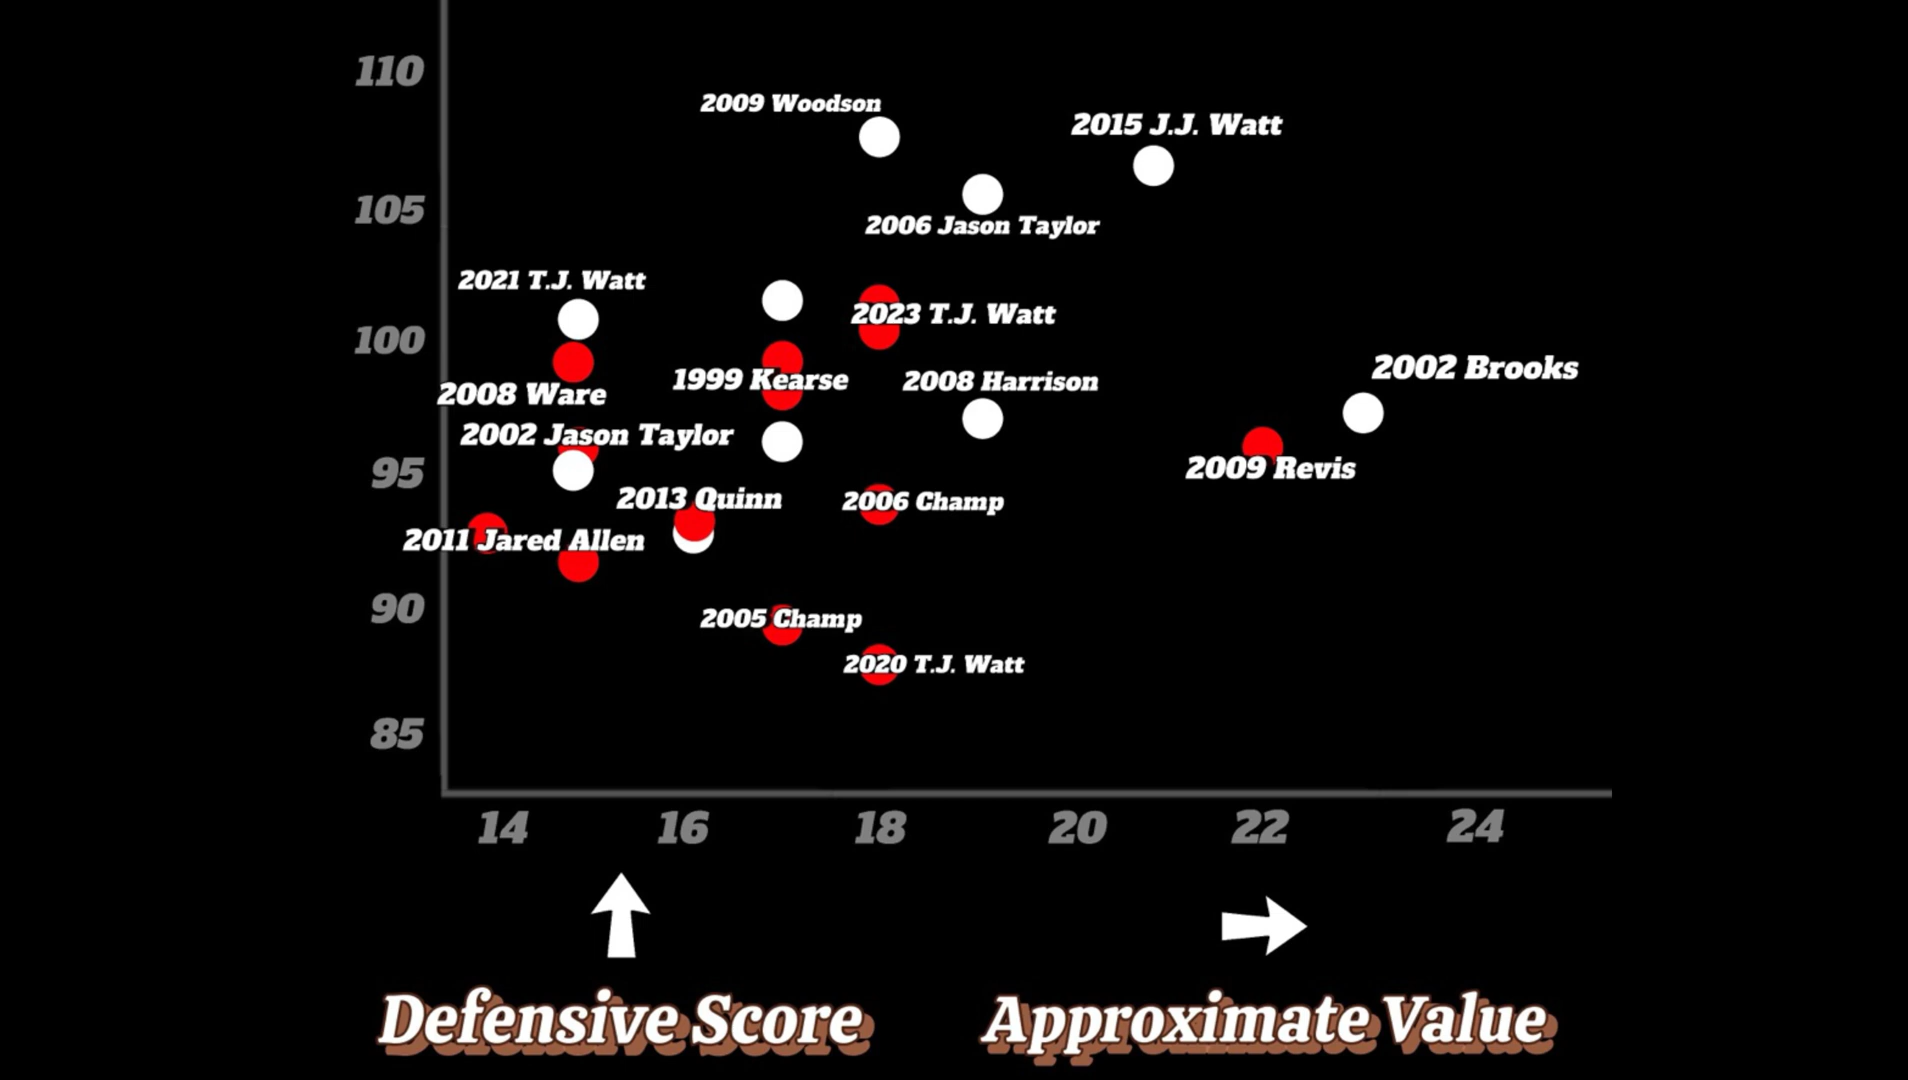 110
2009 Woodson
2015 J.J. Watt
105
2006 Jason Taylor
2021 T.J. Watt
2023 T.J. Watt
100
2002 Brooks
1999 Kearse
2008 Harrison
2008 Ware
2002 Jason Taylor
95
2009 Revis
2013 Quinn
2006 Champ
2011 Jared Allen
90
2005 Champ
2020 T.J. Watt
85
14 16 18 20 22 24
Defensive Score
Approximate Value